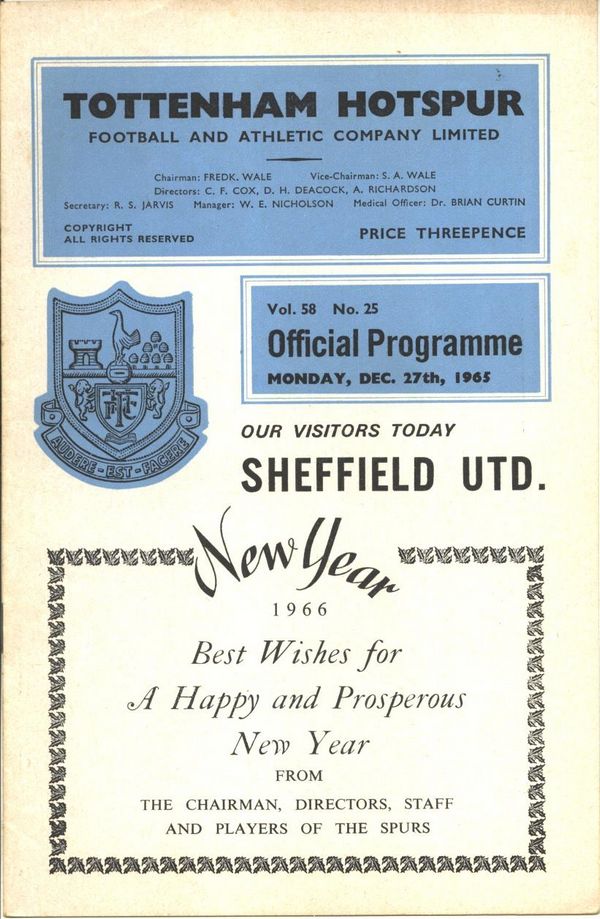 TOTTENHAM HOTSPUR
FOOTBALL AND ATHLETIC COMPANY LIMITED
Chairman: FREDK. WALE Vice-Chairman: S. A. WALE
Directors: C. F. COX, D. H. DEACOCK, A. RICHARDSON
Secretary: R. S. JARVIS Manager: W. E. NICHOLSON Medical Officer: Dr. BRIAN CURTIN
COPYRIGHT
ALL RIGHTS RESERVED
PRICE THREEPENCE
Vol. 58 No. 25
Official Programme
MONDAY, DEC. 27th, 1965
AUDERE-EST-FACERE
OUR VISITORS TODAY
SHEFFIELD UTD.
New Year
1966
Best Wishes for
A Happy and Prosperous
New Year
FROM
THE CHAIRMAN, DIRECTORS, STAFF
AND PLAYERS OF THE SPURS